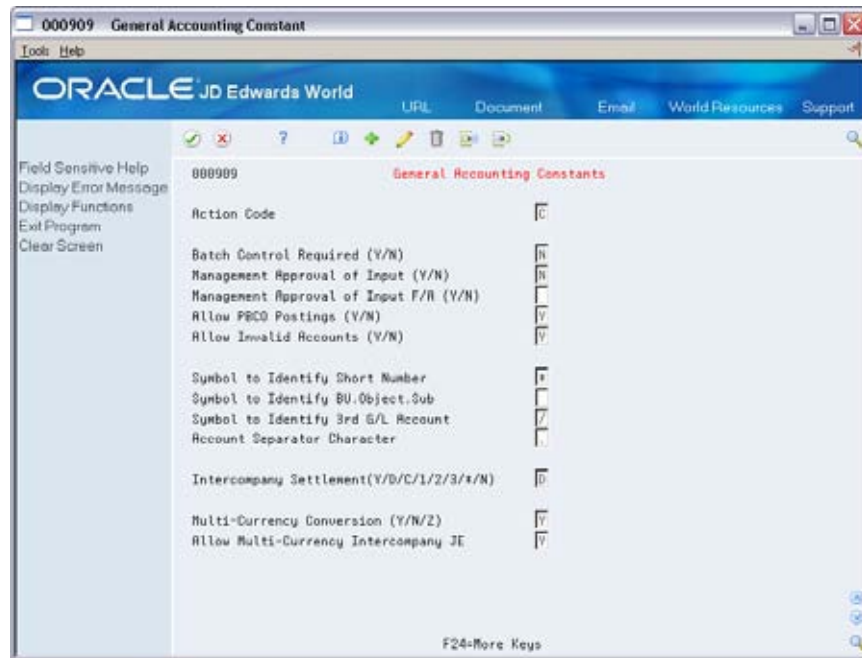 000909 General Accounting Constant
Tools Help
ORACLE JD Edwards World
URL Document Email World Resources Support
Field Sensitive Help
Display Error Message
Display Functions
Exit Program
Clear Screen
000909 General Accounting Constants
Action Code C
Batch Control Required (Y/N) N
Management Approval of Input (Y/N) N
Management Approval of Input F/A (Y/N)
Allow PBCO Postings (Y/N) Y
Allow Invalid Accounts (Y/N) Y
Symbol to Identify Short Number *
Symbol to Identify BU.Object.Sub
Symbol to Identify 3rd G/L Account /
Account Separator Character .
Intercompany Settlement(Y/D/C/1/2/3/*/N) D
Multi-Currency Conversion (Y/N/Z) Y
Allow Multi-Currency Intercompany JE Y
F24=More Keys